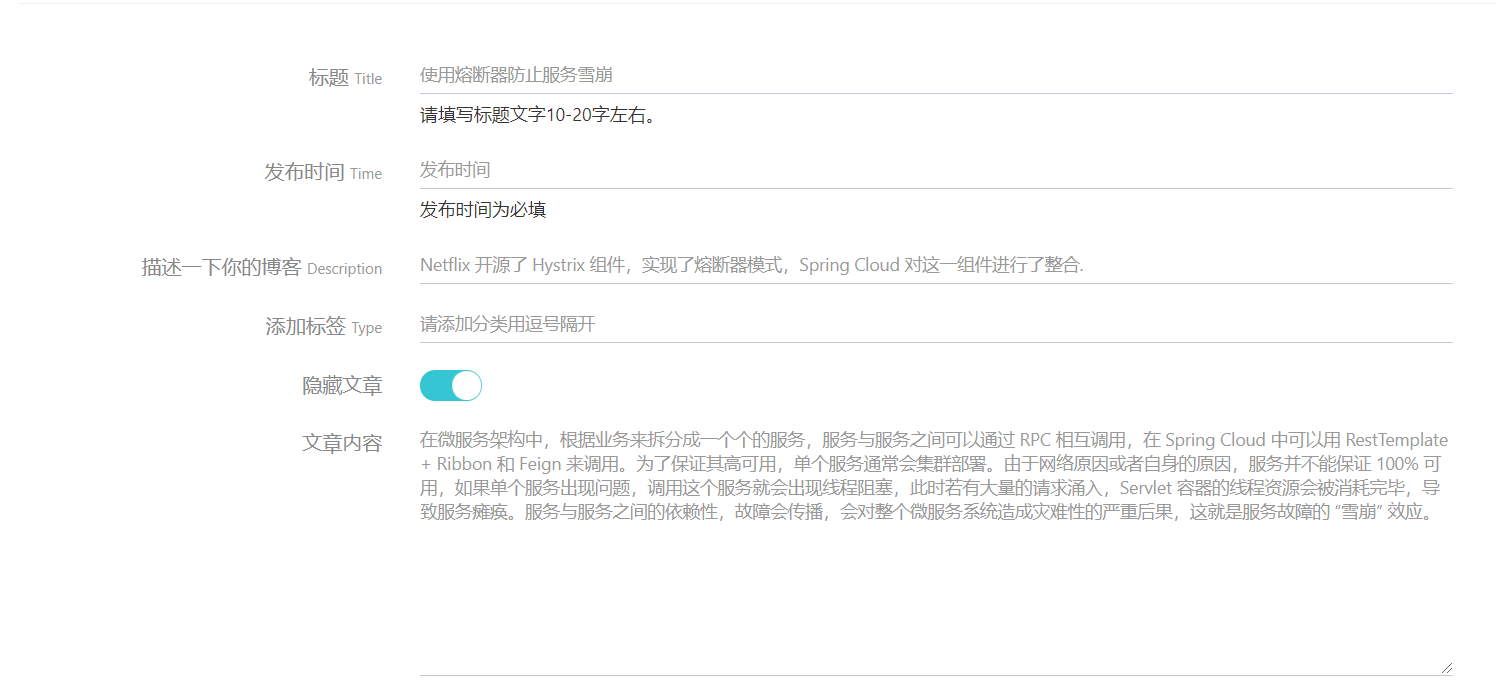 标题 Title 使用熔断器防止服务雪崩
请填写标题文字10-20字左右。
发布时间 Time 发布时间
发布时间为必填
描述一下你的博客 Description Netflix 开源了 Hystrix 组件，实现了熔断器模式，Spring Cloud 对这一组件进行了整合.
添加标签 Type 请添加分类用逗号隔开
隐藏文章
文章内容 在微服务架构中，根据业务来拆分成一个个的服务，服务与服务之间可以通过 RPC 相互调用，在 Spring Cloud 中可以用 RestTemplate
+ Ribbon 和 Feign 来调用。为了保证其高可用，单个服务通常会集群部署。由于网络原因或者自身的原因，服务并不能保证 100% 可
用，如果单个服务出现问题，调用这个服务就会出现线程阻塞，此时若有大量的请求涌入，Servlet 容器的线程资源会被消耗完毕，导
致服务瘫痪。服务与服务之间的依赖性，故障会传播，会对整个微服务系统造成灾难性的严重后果，这就是服务故障的 “雪崩” 效应。